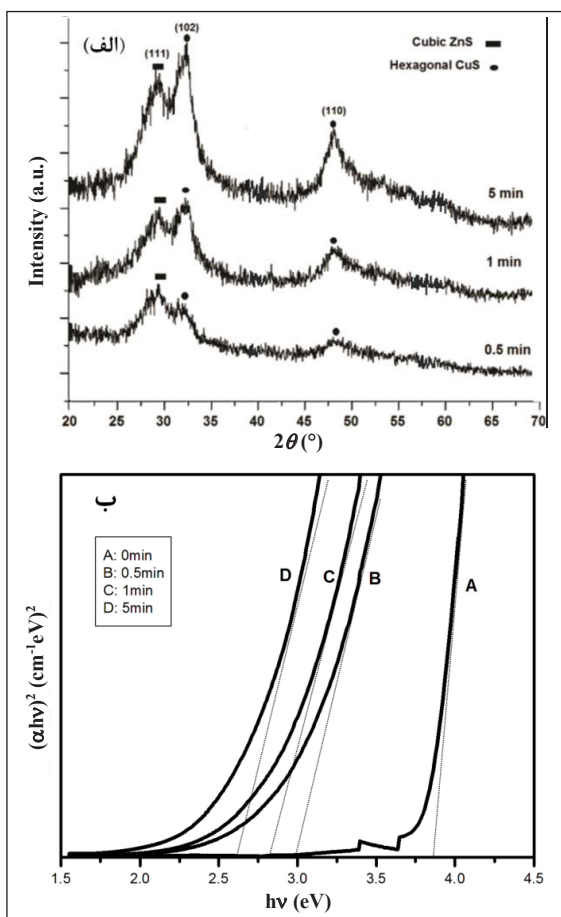 (الف)
(111)
(102)
(110)
Cubic ZnS
Hexagonal CuS
5 min
1 min
0.5 min
Intensity (a.u.)
20 25 30 35 40 45 50 55 60 65 70
2θ (°)
ب
A: 0min
B: 0.5min
C: 1min
D: 5min
D
C
B
A
(αhν)² (cm⁻¹eV)²
1.5 2.0 2.5 3.0 3.5 4.0 4.5
hν (eV)